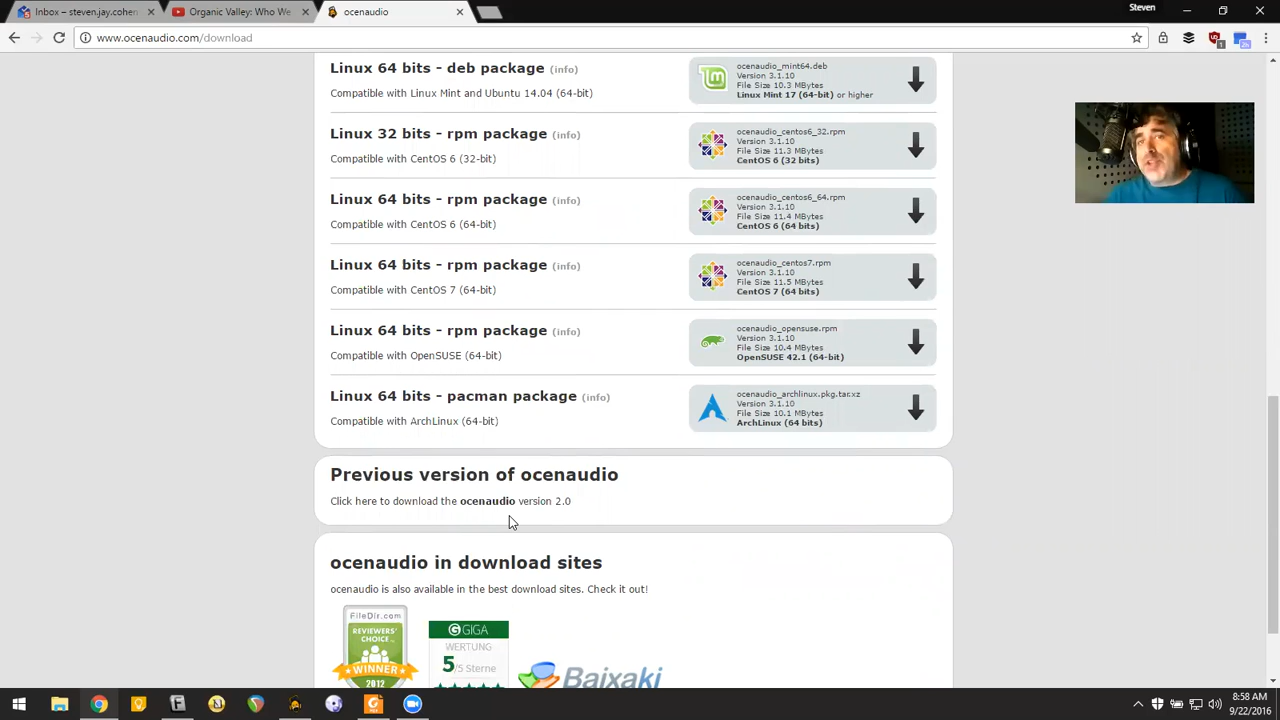 Inbox – steven.jay.cohen
Organic Valley: Who We
ocenaudio
Steven
www.ocenaudio.com/download
Linux 64 bits - deb package (info)
Compatible with Linux Mint and Ubuntu 14.04 (64-bit)
ocenaudio_mint64.deb
Version 3.1.10
File Size 10.3 MBytes
Linux Mint 17 (64-bit) or higher
Linux 32 bits - rpm package (info)
Compatible with CentOS 6 (32-bit)
ocenaudio_centos6_32.rpm
Version 3.1.10
File Size 11.3 MBytes
CentOS 6 (32 bits)
Linux 64 bits - rpm package (info)
Compatible with CentOS 6 (64-bit)
ocenaudio_centos6_64.rpm
Version 3.1.10
File Size 11.4 MBytes
CentOS 6 (64 bits)
Linux 64 bits - rpm package (info)
Compatible with CentOS 7 (64-bit)
ocenaudio_centos7.rpm
Version 3.1.10
File Size 11.5 MBytes
CentOS 7 (64 bits)
Linux 64 bits - rpm package (info)
Compatible with OpenSUSE (64-bit)
ocenaudio_opensuse.rpm
Version 3.1.10
File Size 10.4 MBytes
OpenSUSE 42.1 (64-bit)
Linux 64 bits - pacman package (info)
Compatible with ArchLinux (64-bit)
ocenaudio_archlinux.pkg.tar.xz
Version 3.1.10
File Size 10.1 MBytes
ArchLinux (64 bits)
Previous version of ocenaudio
Click here to download the ocenaudio version 2.0
ocenaudio in download sites
ocenaudio is also available in the best download sites. Check it out!
FileDir.com
REVIEWERS'
CHOICE
WINNER
2012
GIGA
WERTUNG
5/5 Sterne
Baixaki
8:58 AM
9/22/2016